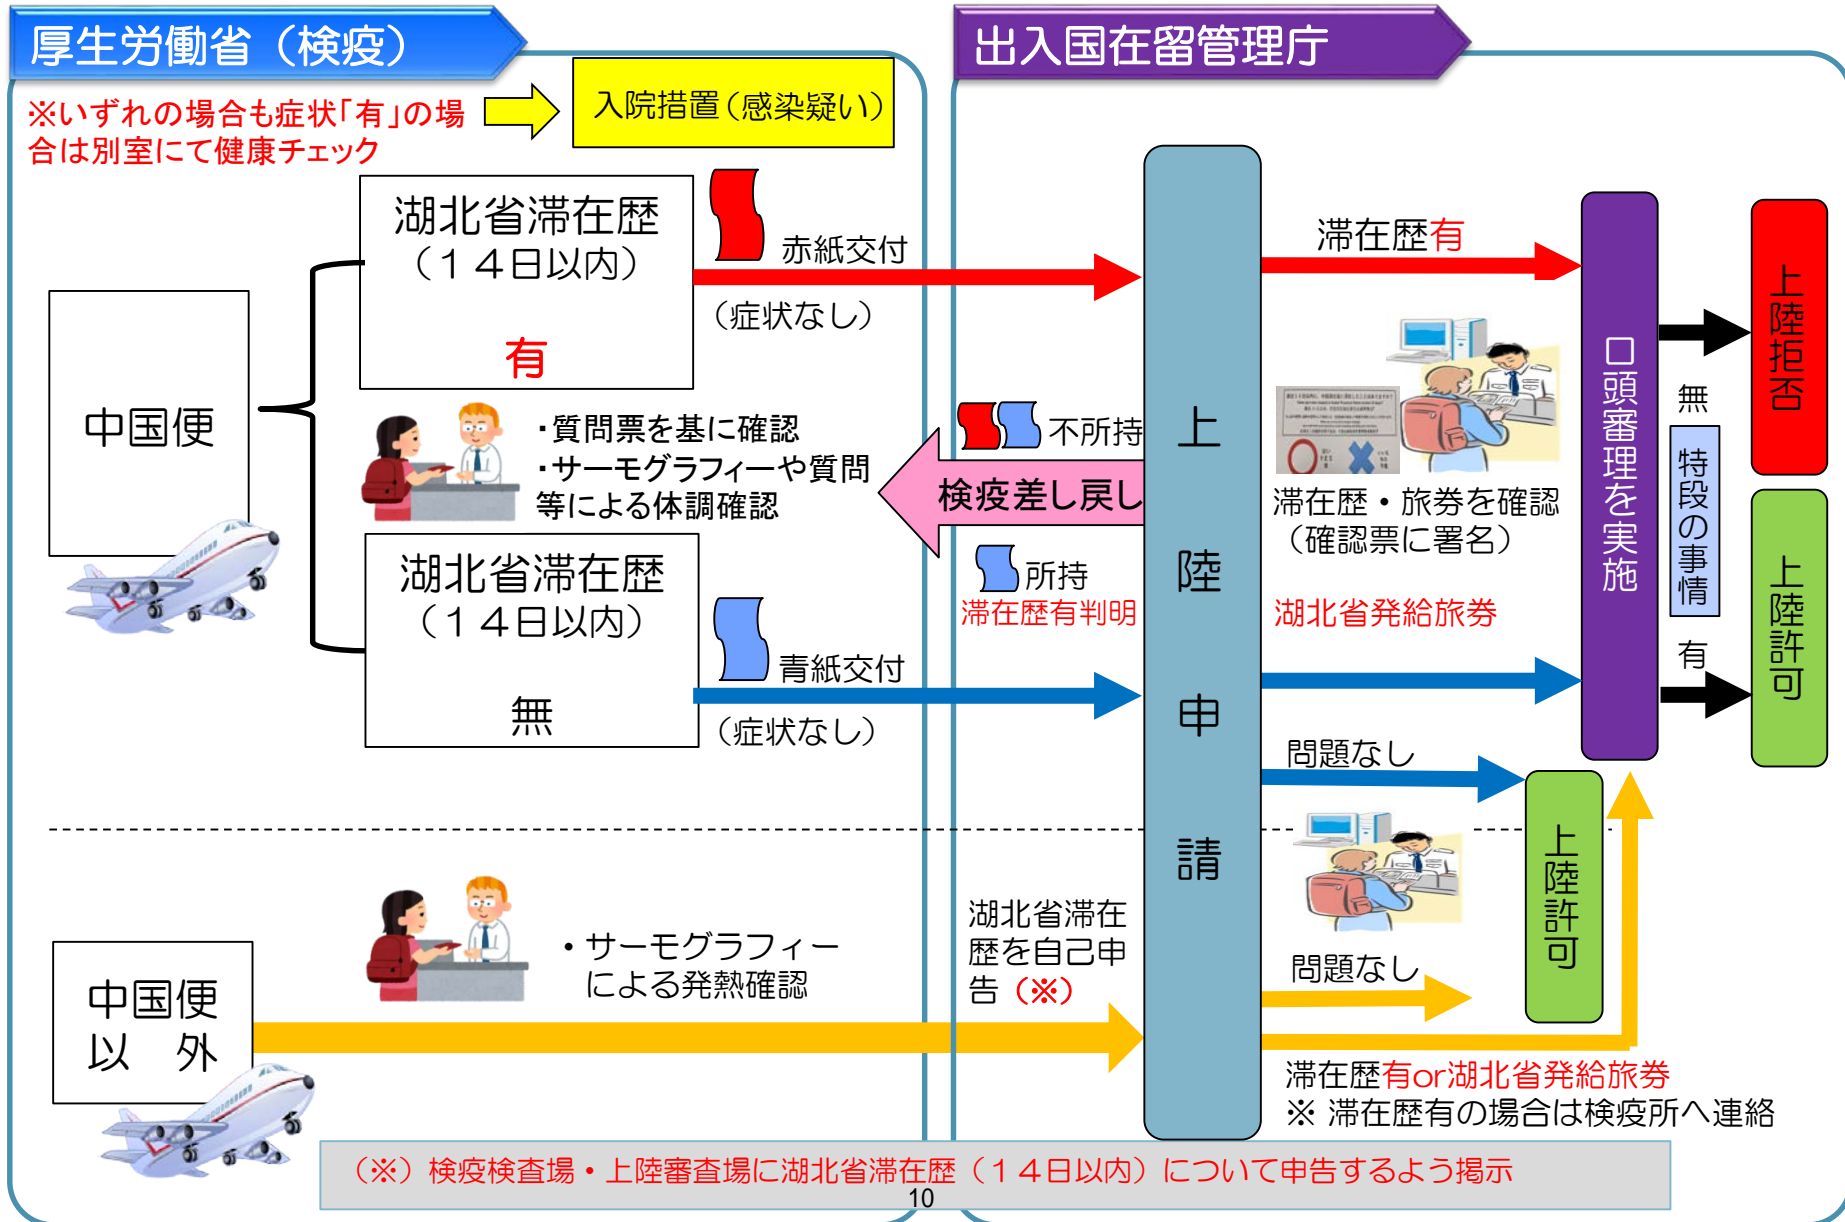 厚生労働省（検疫）
出入国在留管理庁
※いずれの場合も症状｢有｣の場
合は別室にて健康チェック
入院措置（感染疑い）
中国便
湖北省滞在歴
（１４日以内）
有
赤紙交付
（症状なし）
・質問票を基に確認
・サーモグラフィーや質問
等による体調確認
湖北省滞在歴
（１４日以内）
無
青紙交付
（症状なし）
不所持
検疫差し戻し
所持
滞在歴有判明
上陸申請
滞在歴有
滞在歴・旅券を確認
（確認票に署名）
湖北省発給旅券
問題なし
口頭審理を実施
無
特段の事情
有
上陸拒否
上陸許可
上陸許可
中国便
以　外
・サーモグラフィー
による発熱確認
湖北省滞在
歴を自己申
告（※）
問題なし
滞在歴有or湖北省発給旅券
※ 滞在歴有の場合は検疫所へ連絡
（※）検疫検査場・上陸審査場に湖北省滞在歴（１４日以内）について申告するよう掲示
10